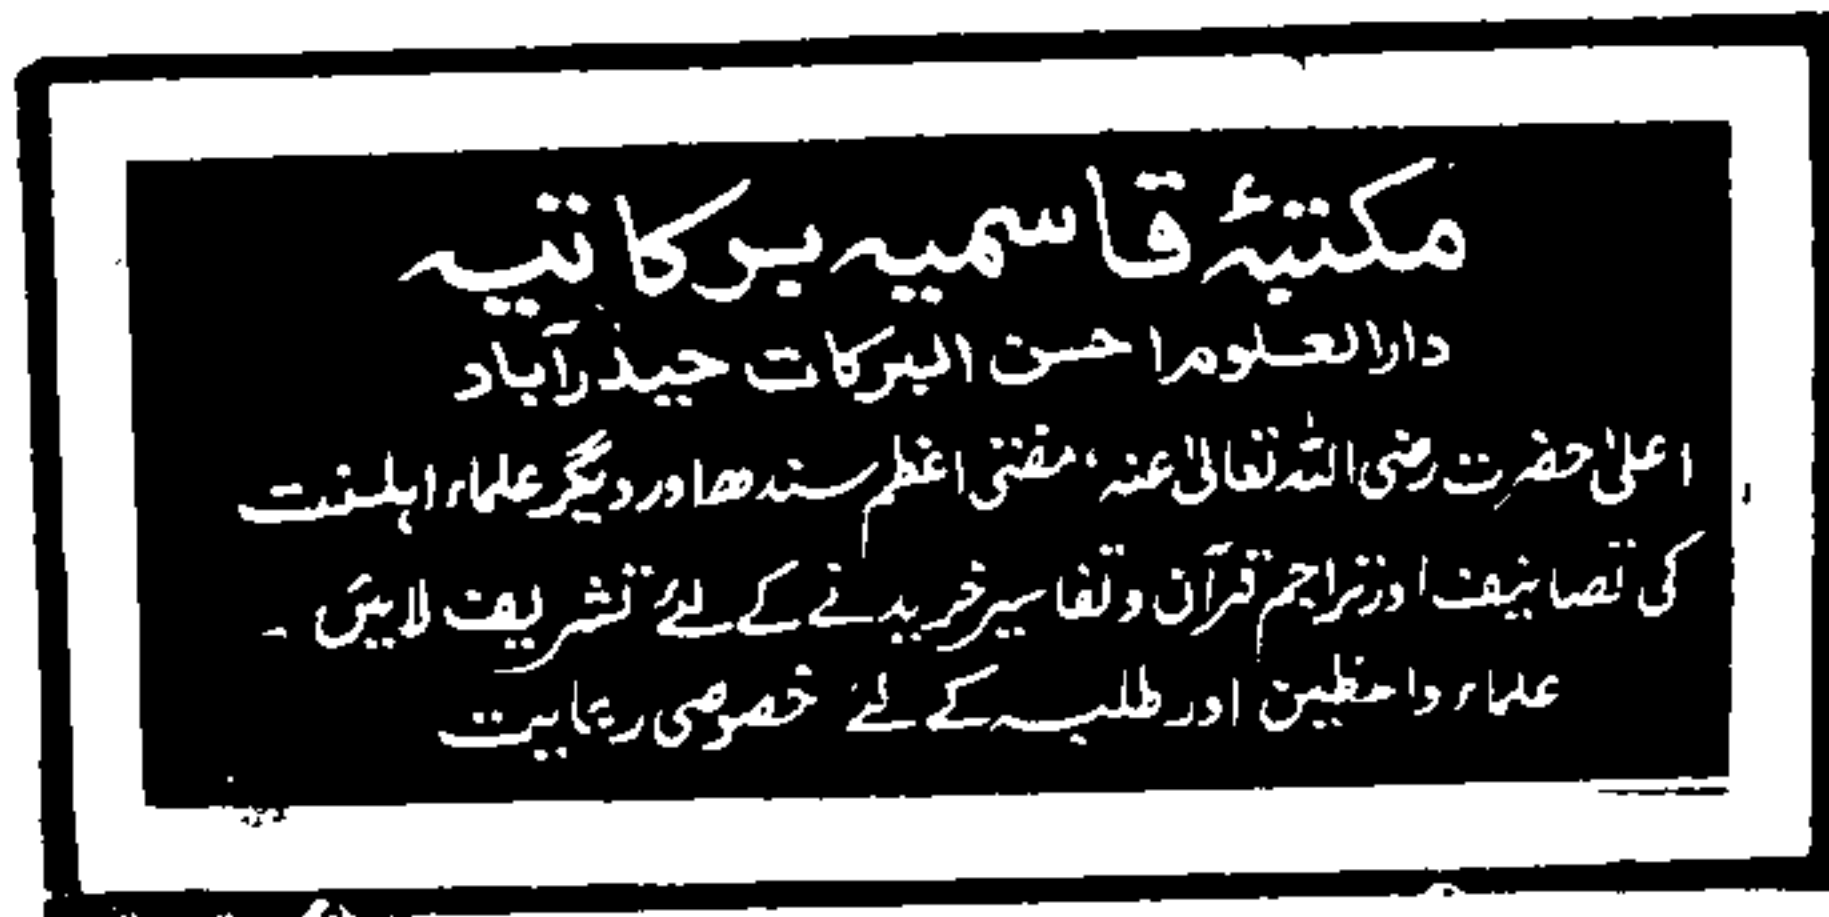 مکتبۂ قاسمیہ برکاتیہ
دارالعلوم احسن البرکات حیدرآباد
اعلیٰ حضرت رضی اللہ تعالیٰ عنہ، مفتی اعظم سندھ اور دیگر علماء اہلسنت
کی تصانیف اور تراجم قرآن و تفاسیر خریدنے کے لئے تشریف لائیں ۔
علماء واعظین اور طلبہ کے لئے خصوصی رعایت